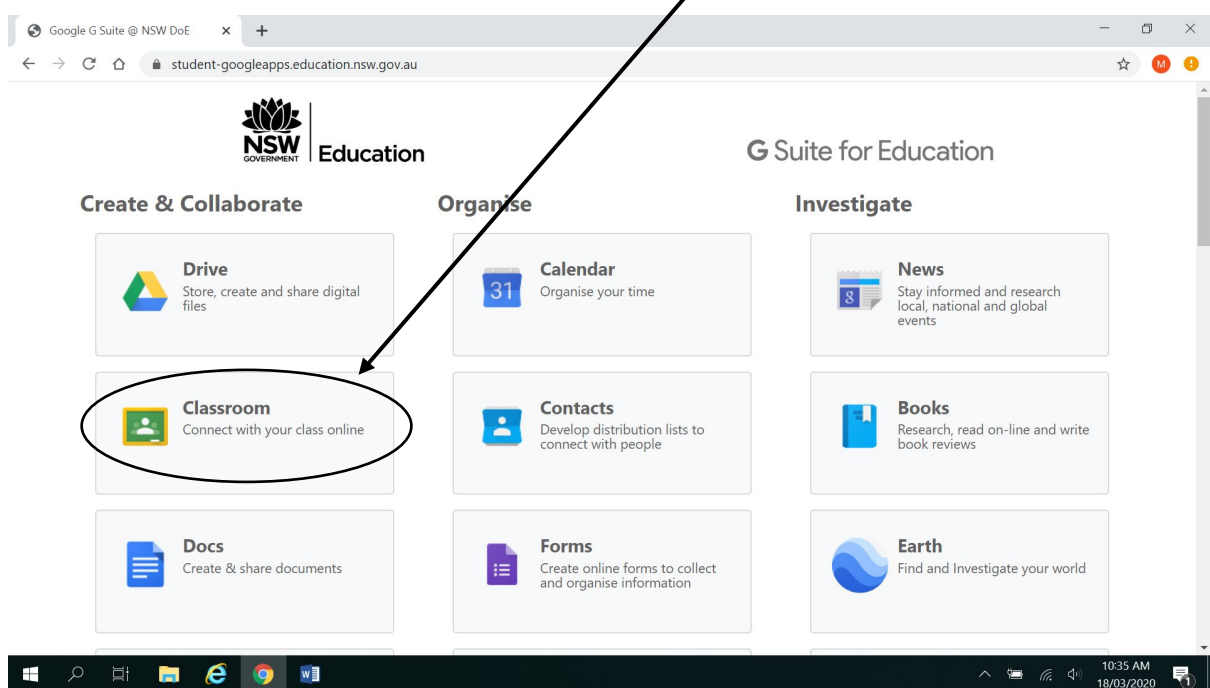 Google G Suite @ NSW DoE
student-googleapps.education.nsw.gov.au
M
NSW
GOVERNMENT
Education
G Suite for Education
Create & Collaborate
Organise
Investigate
Drive
Store, create and share digital
files
31
Calendar
Organise your time
8
News
Stay informed and research
local, national and global
events
Classroom
Connect with your class online
Contacts
Develop distribution lists to
connect with people
Books
Research, read on-line and write
book reviews
Docs
Create & share documents
Forms
Create online forms to collect
and organise information
Earth
Find and Investigate your world
10:35 AM
18/03/2020
1